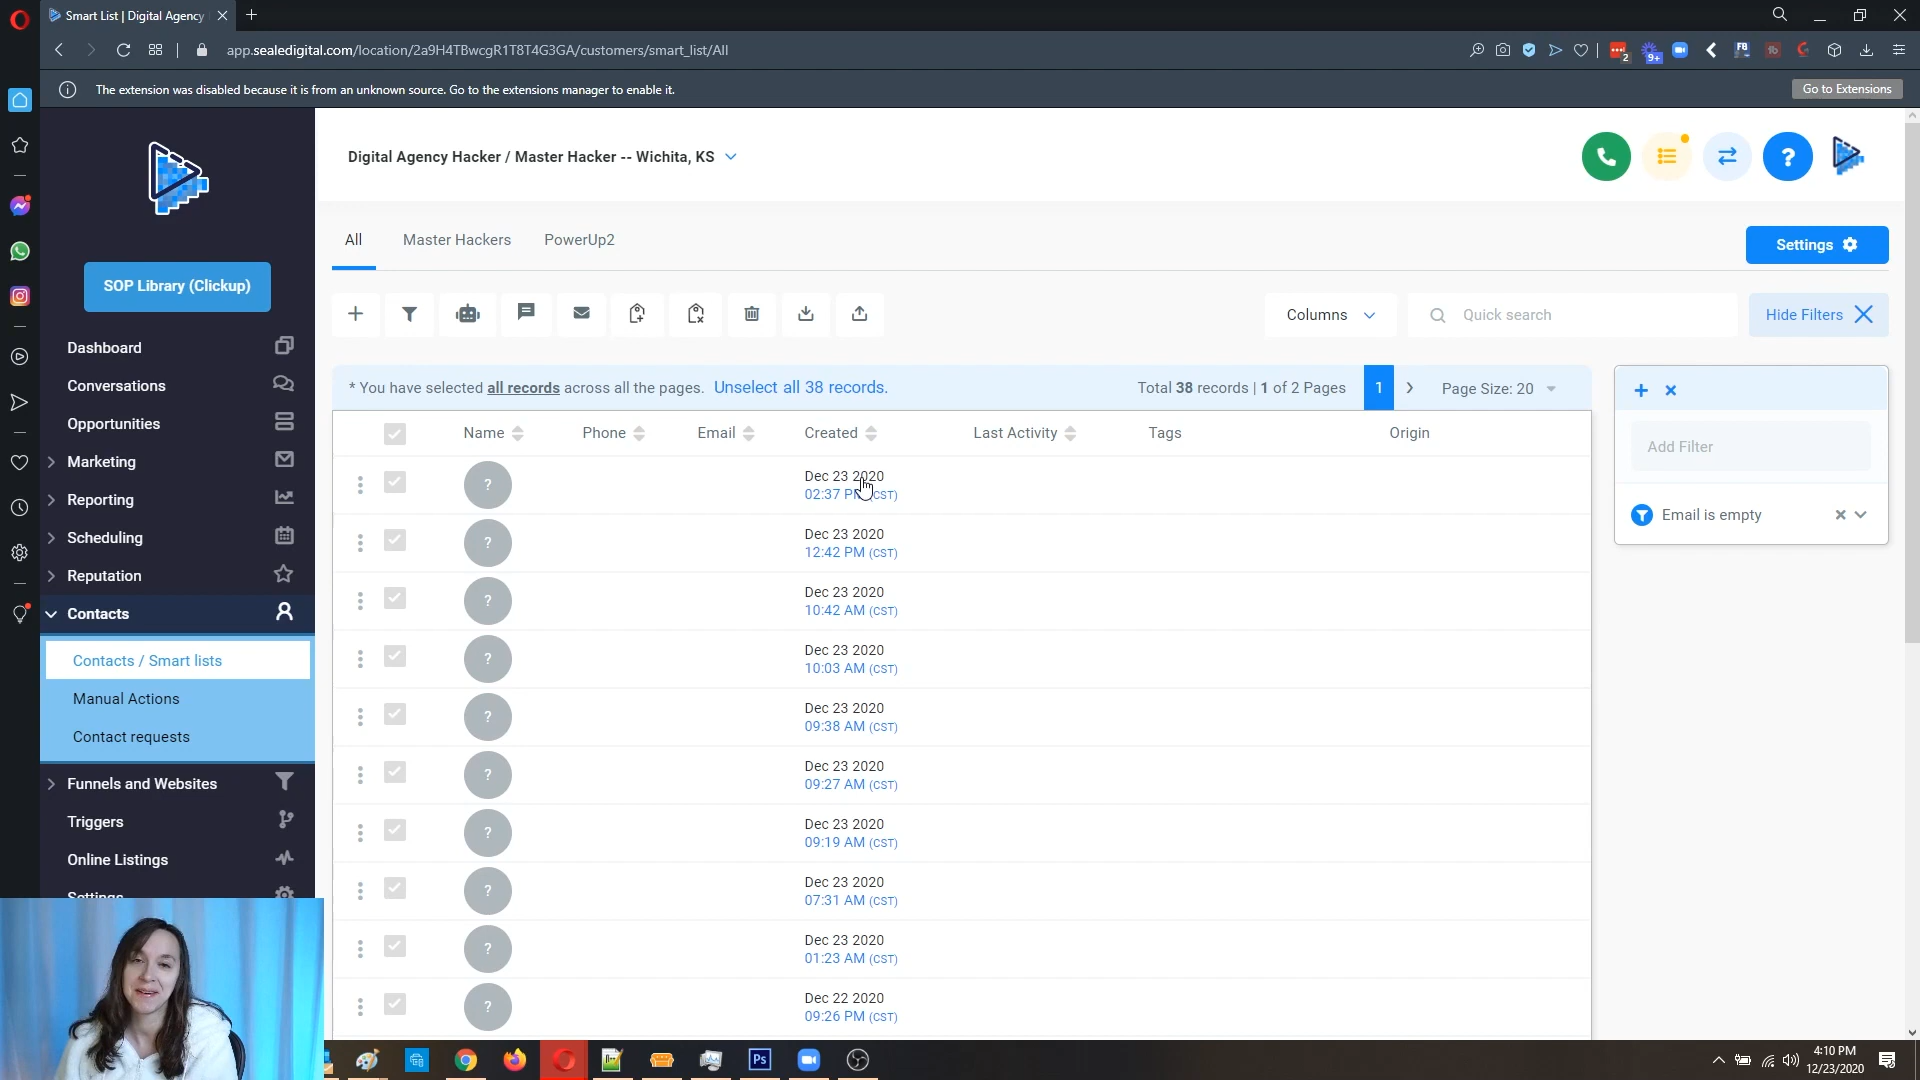 Smart List | Digital Agency
app.sealedigital.com/location/2a9H4TBwcgR1T8T4G3GA/customers/smart_list/All
2
9+
FB
The extension was disabled because it is from an unknown source. Go to the extensions manager to enable it.
Go to Extensions
Digital Agency Hacker / Master Hacker -- Wichita, KS
?
SOP Library (Clickup)
Dashboard
Conversations
Opportunities
Marketing
Reporting
Scheduling
Reputation
Contacts
Contacts / Smart lists
Manual Actions
Contact requests
Funnels and Websites
Triggers
Online Listings
Settings
All
Master Hackers
PowerUp2
Settings
Columns
Quick search
Hide Filters
* You have selected all records across all the pages. Unselect all 38 records.
Total 38 records | 1 of 2 Pages
1
Page Size: 20
Add Filter
Email is empty
Name
Phone
Email
Created
Last Activity
Tags
Origin
?
Dec 23 2020
02:37 PM (CST)
?
Dec 23 2020
12:42 PM (CST)
?
Dec 23 2020
10:42 AM (CST)
?
Dec 23 2020
10:03 AM (CST)
?
Dec 23 2020
09:38 AM (CST)
?
Dec 23 2020
09:27 AM (CST)
?
Dec 23 2020
09:19 AM (CST)
?
Dec 23 2020
07:31 AM (CST)
?
Dec 23 2020
01:23 AM (CST)
?
Dec 22 2020
09:26 PM (CST)
Ps
4:10 PM
12/23/2020